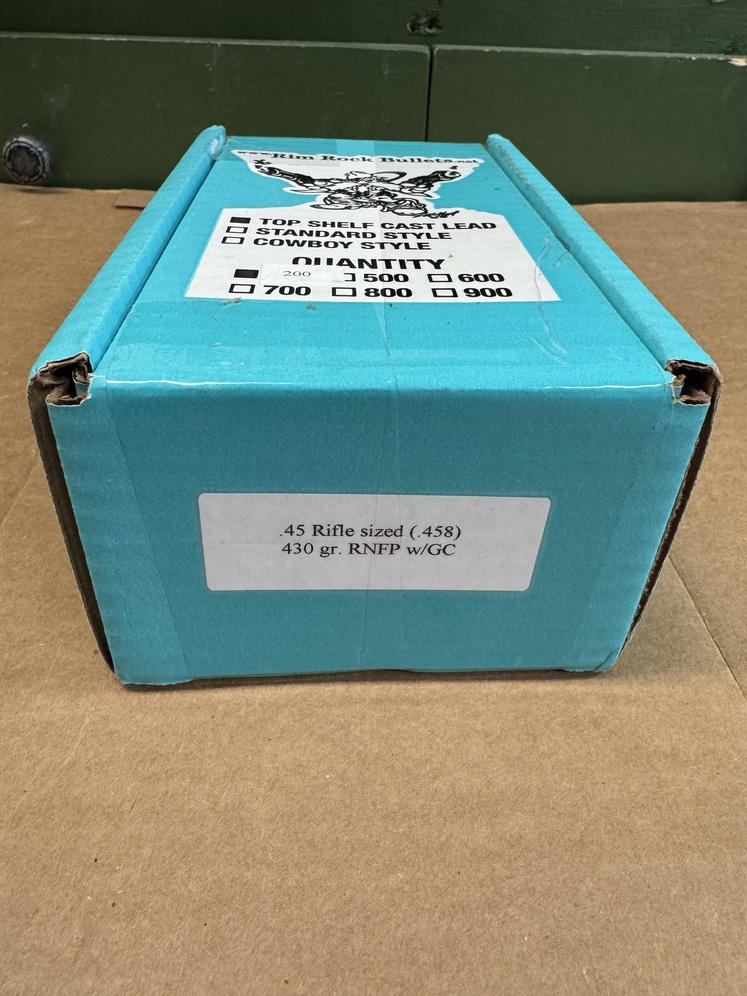 www.Rim Rock Bullets.net
TOP SHELF CAST LEAD
STANDARD STYLE
COWBOY STYLE
QUANTITY
200 500 600
700 800 900
.45 Rifle sized (.458)
430 gr. RNFP w/GC